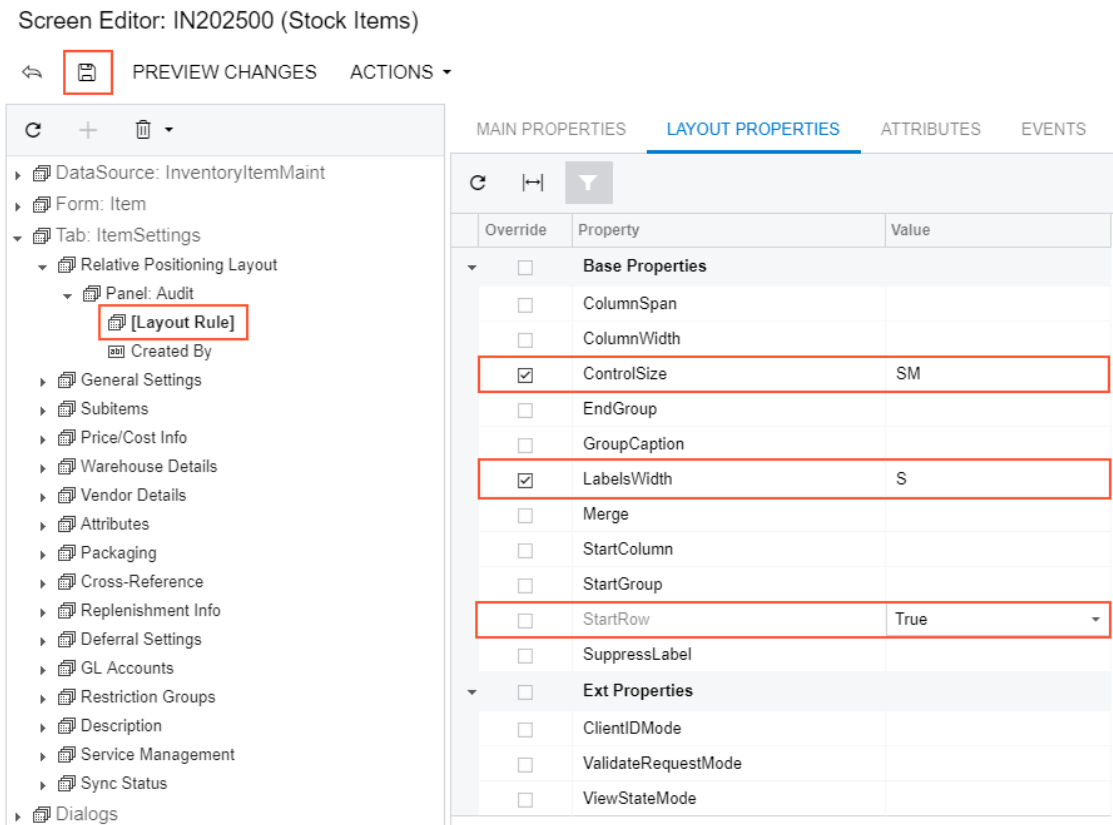 Screen Editor: IN202500 (Stock Items)
PREVIEW CHANGES ACTIONS
DataSource: InventoryItemMaint
Form: Item
Tab: ItemSettings
Relative Positioning Layout
Panel: Audit
[Layout Rule]
Created By
General Settings
Subitems
Price/Cost Info
Warehouse Details
Vendor Details
Attributes
Packaging
Cross-Reference
Replenishment Info
Deferral Settings
GL Accounts
Restriction Groups
Description
Service Management
Sync Status
Dialogs
MAIN PROPERTIES LAYOUT PROPERTIES ATTRIBUTES EVENTS
Override Property Value
Base Properties
ColumnSpan
ColumnWidth
ControlSize SM
EndGroup
GroupCaption
LabelsWidth S
Merge
StartColumn
StartGroup
StartRow True
SuppressLabel
Ext Properties
ClientIDMode
ValidateRequestMode
ViewStateMode